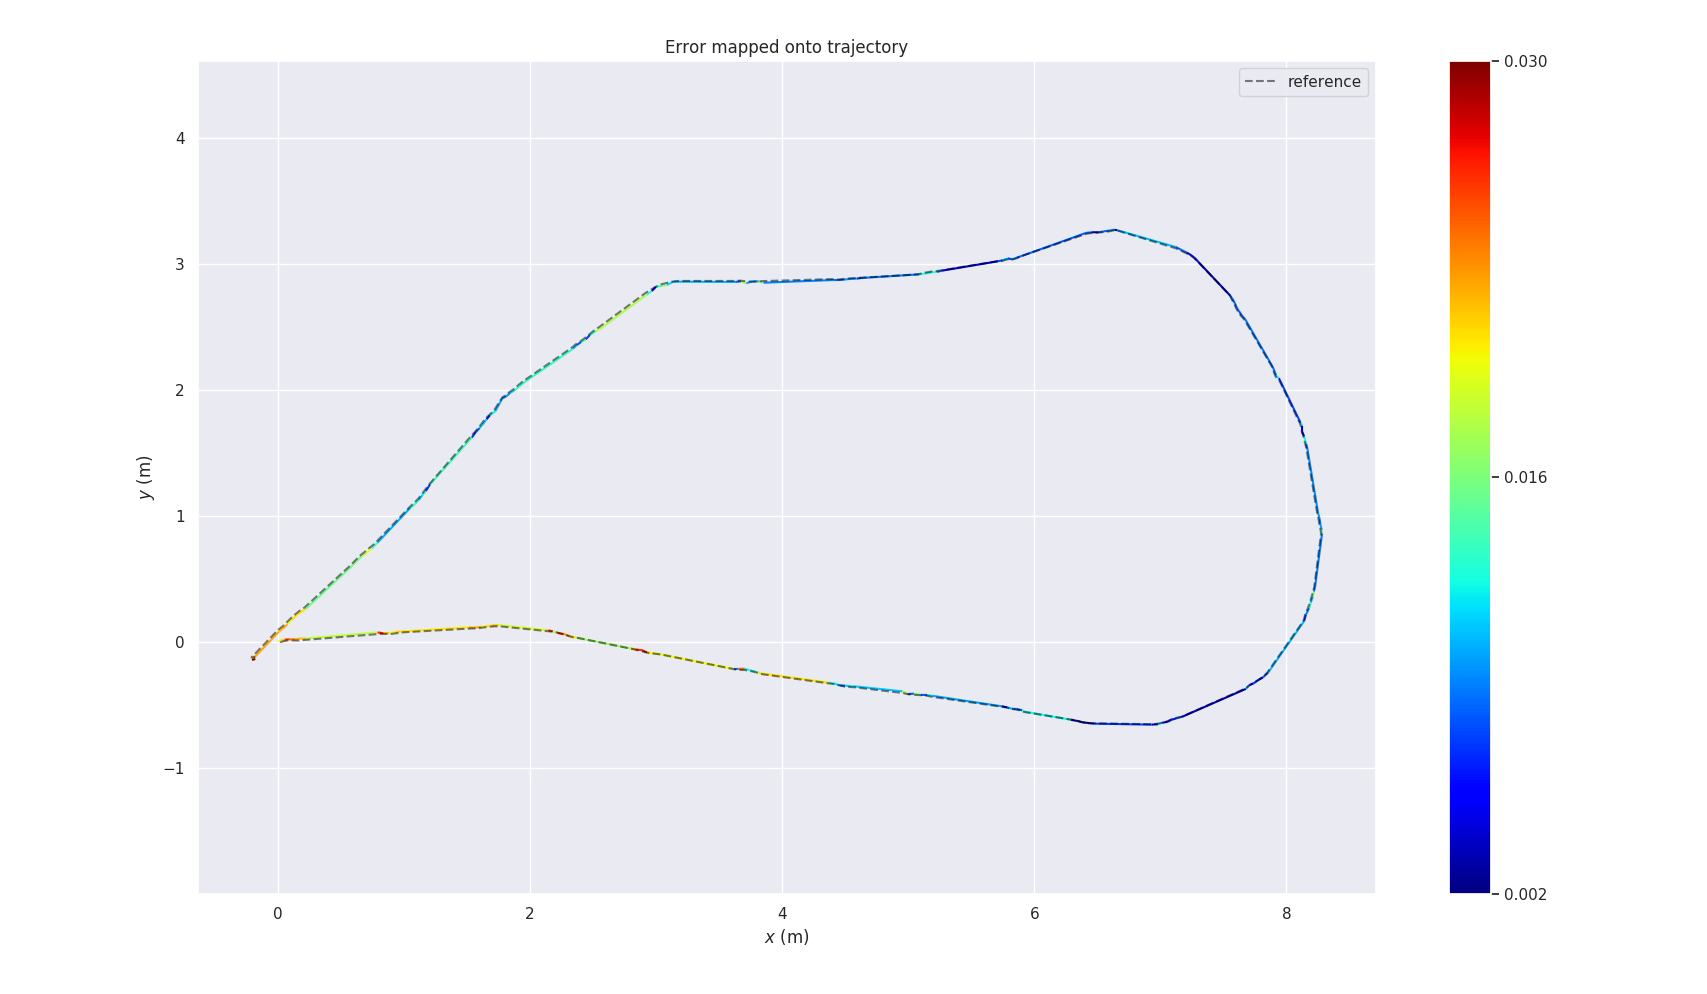 Error mapped onto trajectory
reference
4
3
2
1
0
−1
y (m)
0 2 4 6 8
x (m)
0.030
0.016
0.002